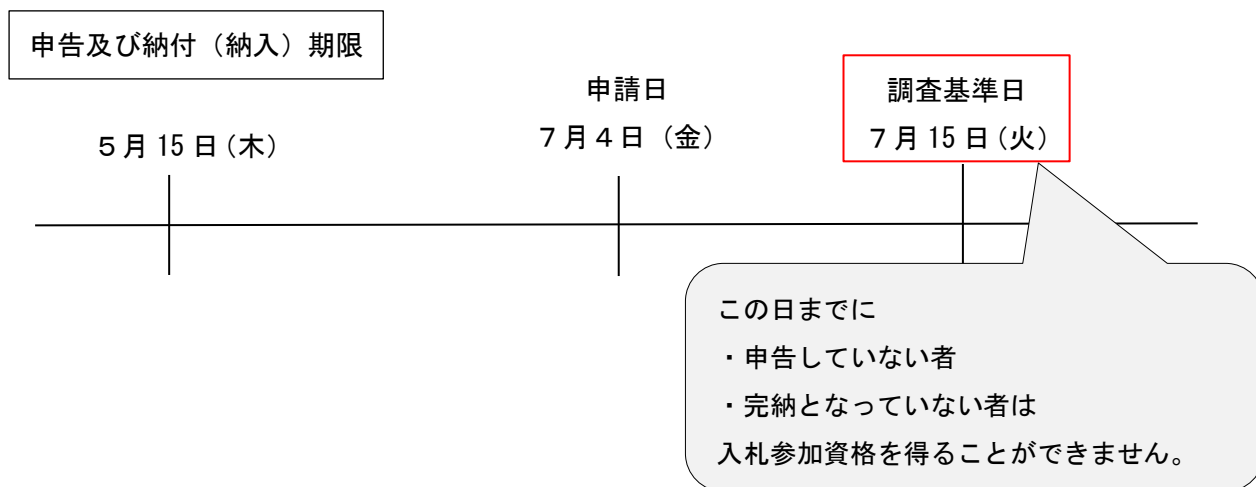 申告及び納付（納入）期限
5月15日(木)
申請日
７月４日（金）
調査基準日
７月15日(火)
この日までに
・申告していない者
・完納となっていない者は
入札参加資格を得ることができません。